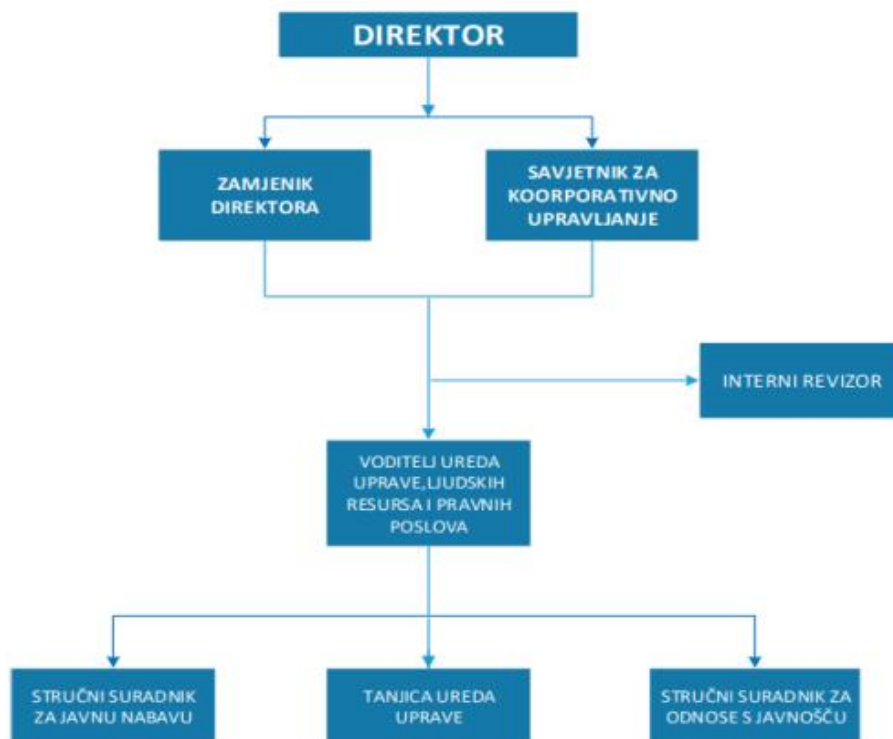 DIREKTOR
ZAMJENIK
DIREKTORA
SAVJETNIK ZA
KOORPORATIVNO
UPRAVLJANJE
INTERNI REVIZOR
VODITELJ UREDA
UPRAVE,LJUDSKIH
RESURSA I PRAVNIH
POSLOVA
STRUČNI SURADNIK
ZA JAVNU NABAVU
TANJICA UREDA
UPRAVE
STRUČNI SURADNIK ZA
ODNOSE S JAVNOŠČU